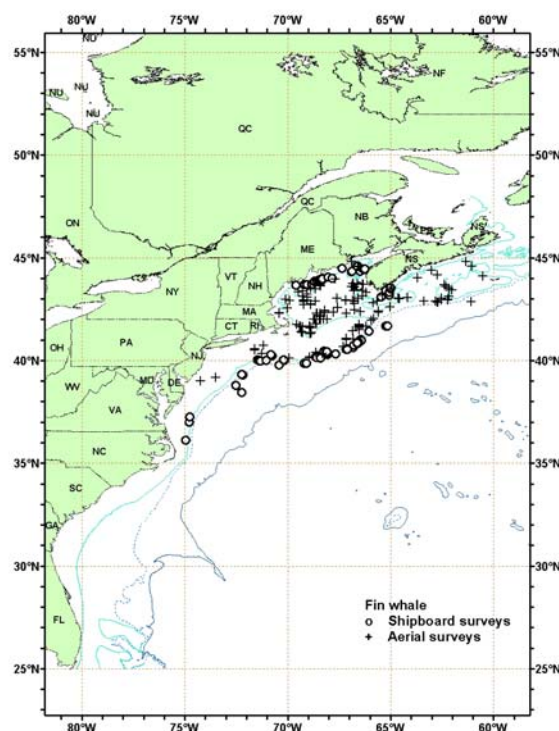 80°W 75°W 70°W 65°W 60°W
55°N 55°N
NU
NU NU
NU
NF
QC
50°N 50°N
QC
ON NB
NS
ME NS
45°N 45°N
VT NH
NY
MA
CT RI
OH PA
40°N NJ 40°N
WV MD DE
VA
NC
35°N 35°N
SC
GA
30°N 30°N
FL
Fin whale
Shipboard surveys
Aerial surveys
25°N 25°N
80°W 75°W 70°W 65°W 60°W